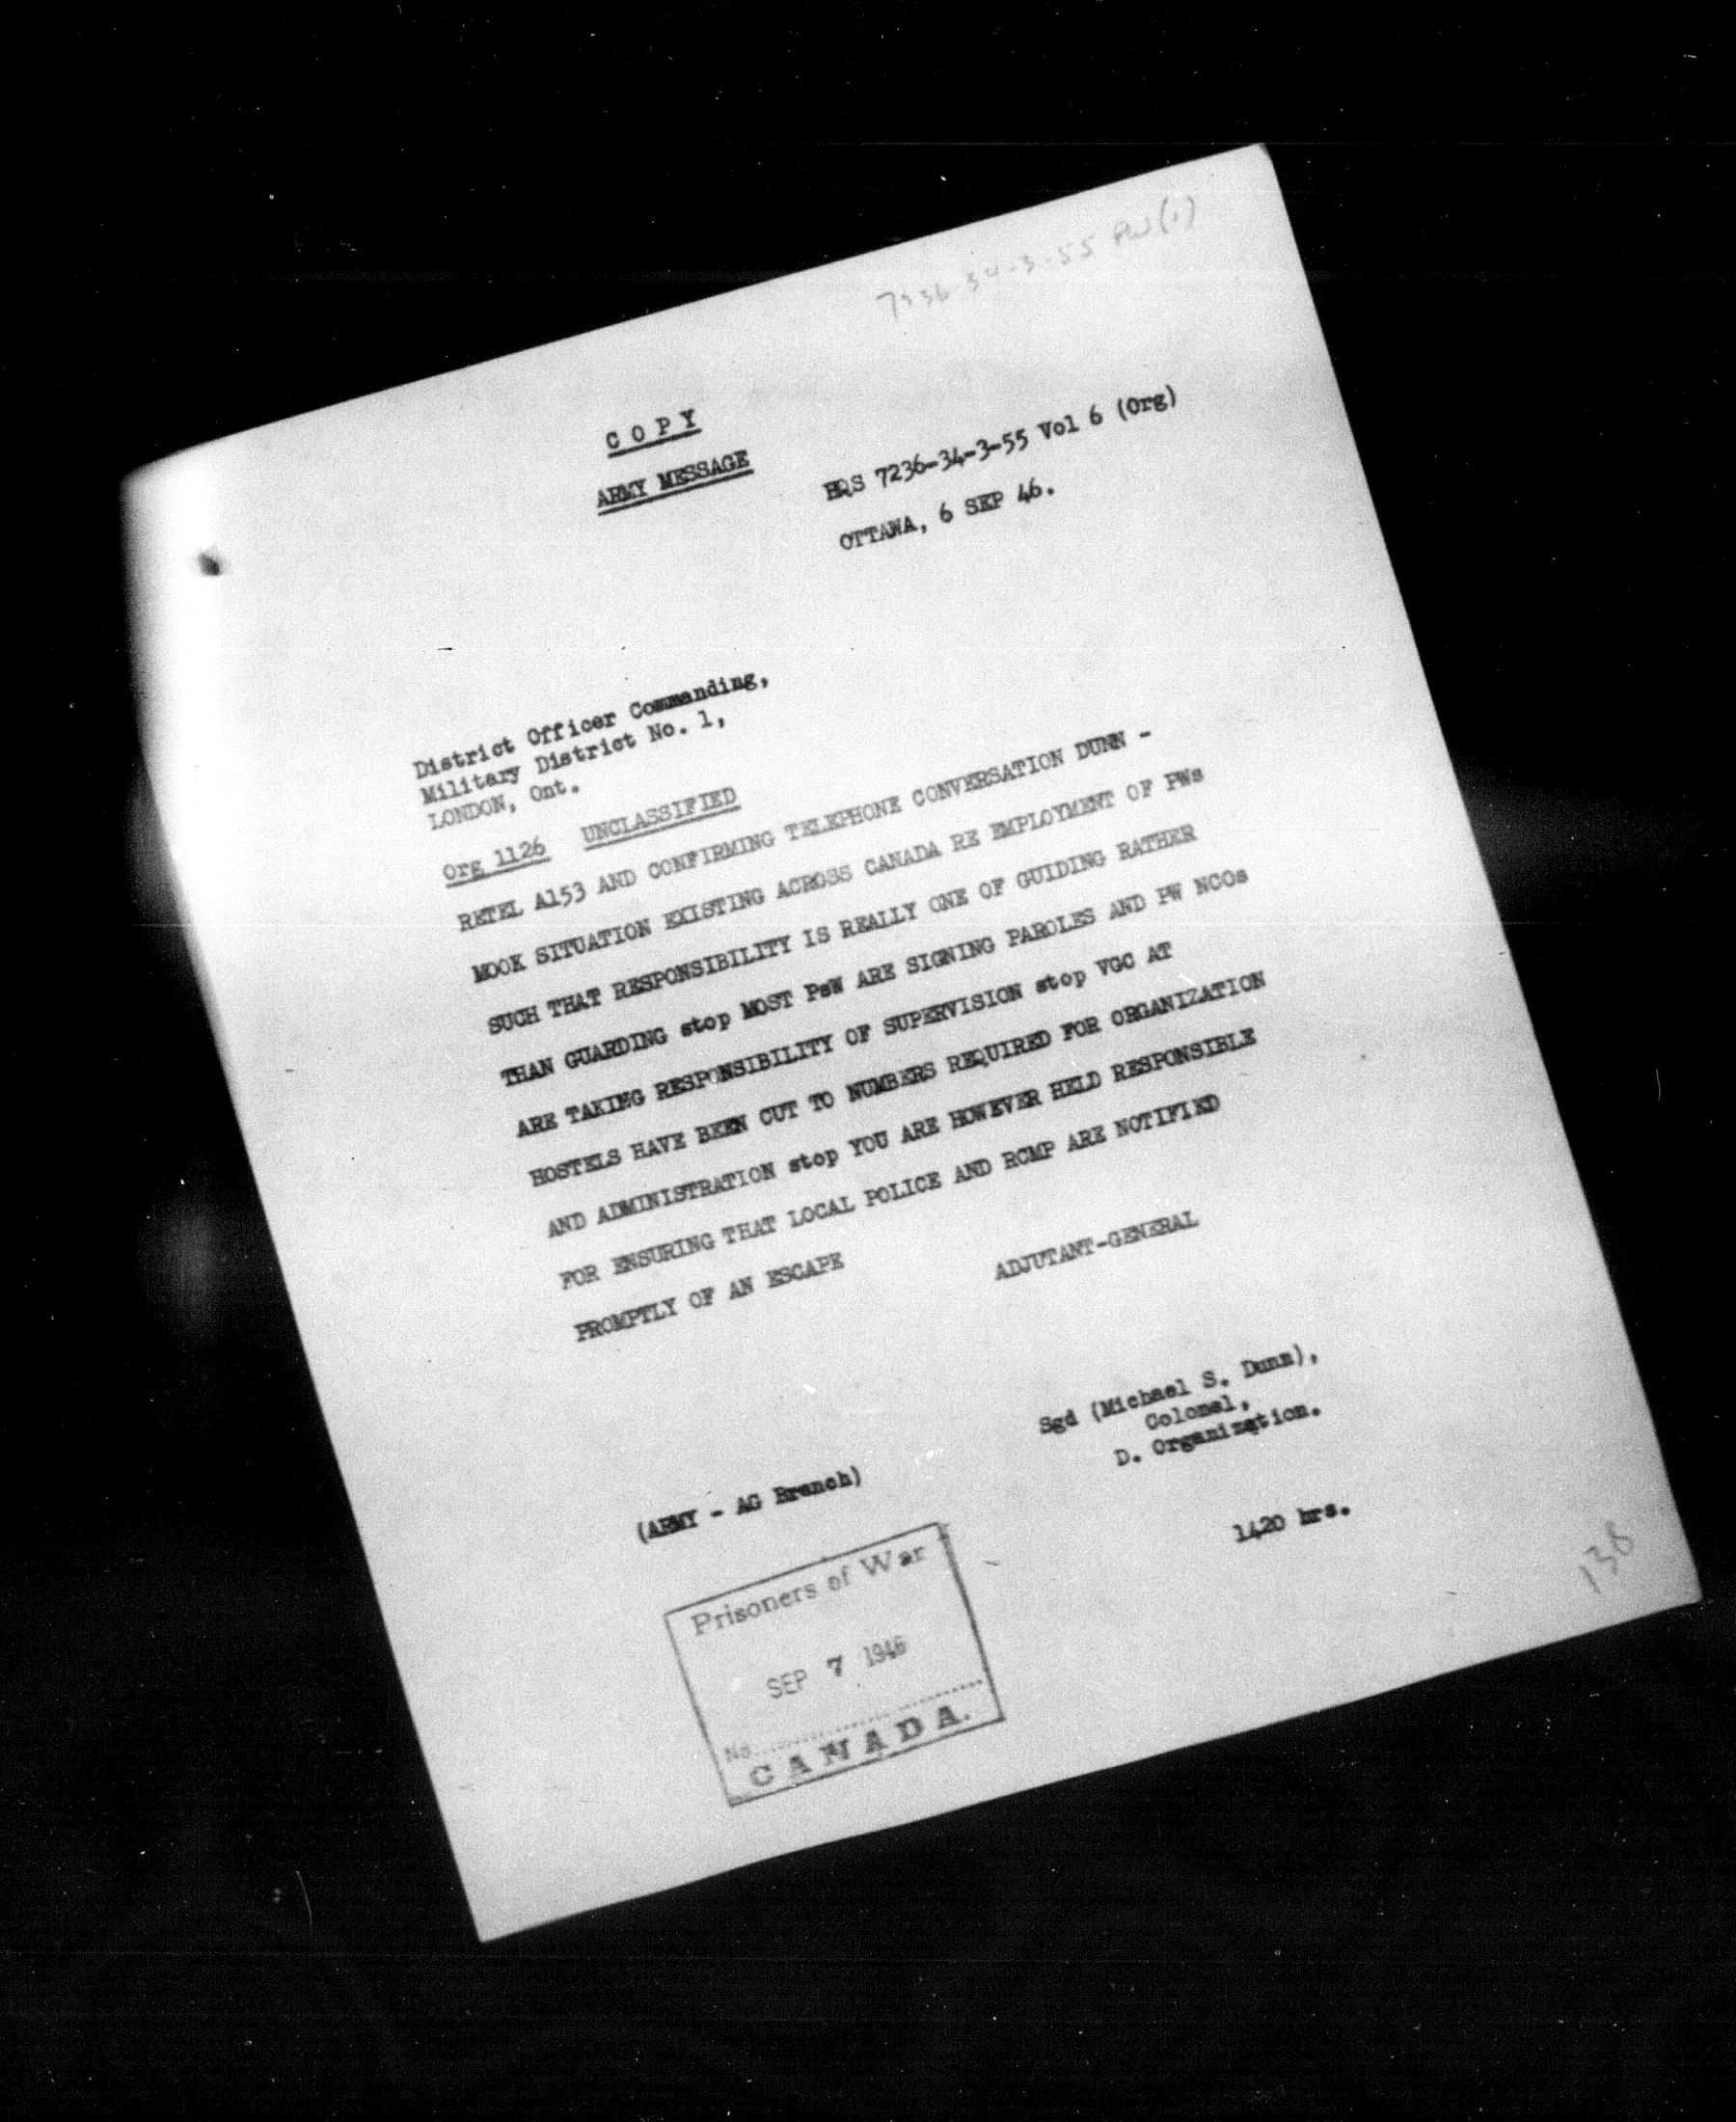 7236-34-3-55 PW(1)
COPY
ARMY MESSAGE
HQS 7236-34-3-55 Vol 6 (Org)
OTTAWA, 6 SEP 46.
District Officer Commanding,
Military District No. 1,
LONDON, Ont.
Org 1126 UNCLASSIFIED
RETEL A153 AND CONFIRMING TELEPHONE CONVERSATION DUNN -
MOOK SITUATION EXISTING ACROSS CANADA RE EMPLOYMENT OF PWs
SUCH THAT RESPONSIBILITY IS REALLY ONE OF GUIDING RATHER
THAN GUARDING stop MOST PsW ARE SIGNING PAROLES AND PW NCOs
ARE TAKING RESPONSIBILITY OF SUPERVISION stop VGC AT
HOSTELS HAVE BEEN CUT TO NUMBERS REQUIRED FOR ORGANIZATION
AND ADMINISTRATION stop YOU ARE HOWEVER HELD RESPONSIBLE
FOR ENSURING THAT LOCAL POLICE AND RCMP ARE NOTIFIED
PROMPTLY OF AN ESCAPE
ADJUTANT-GENERAL
Sgd (Michael S. Dunn),
Colonel,
D. Organization.
(ARMY - AG Branch)
1420 hrs.
Prisoners of War
SEP 7 1946
No.
CANADA.
138